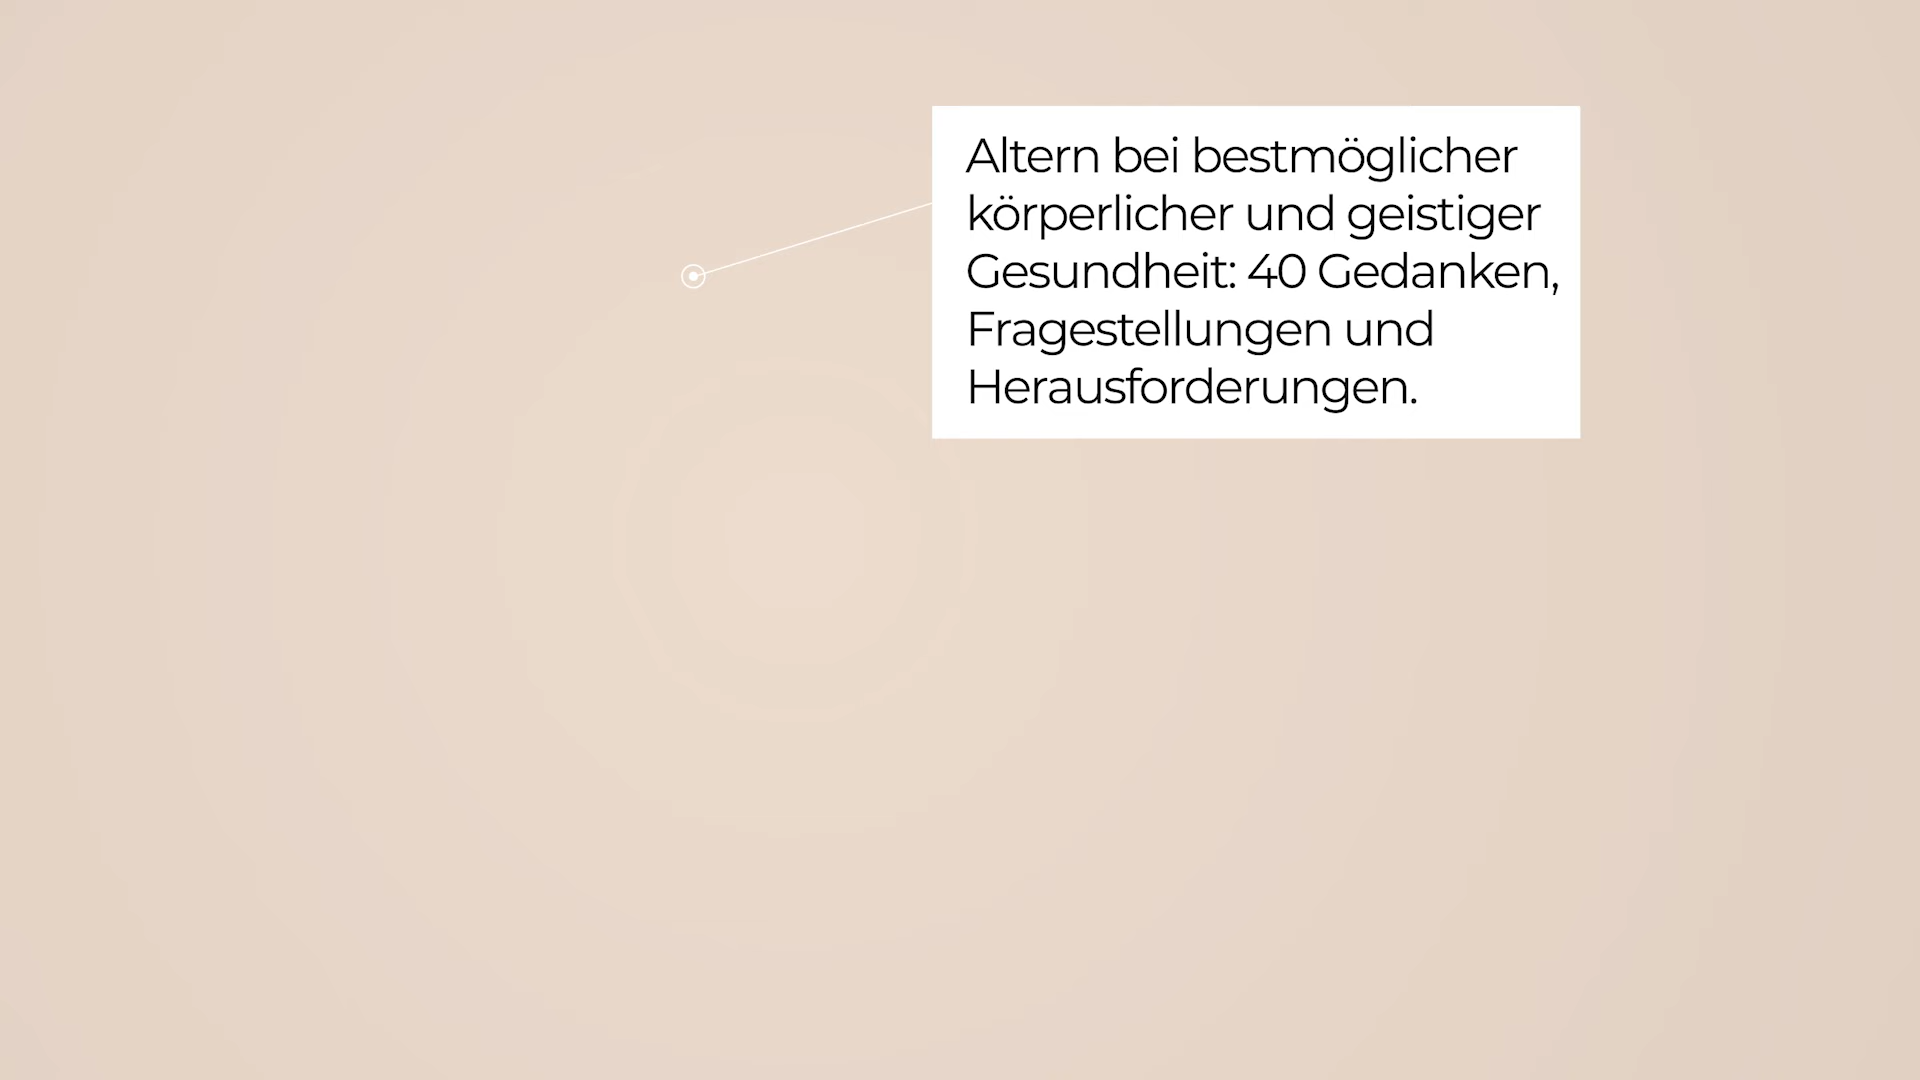 Altern bei bestmöglicher
körperlicher und geistiger
Gesundheit: 40 Gedanken,
Fragestellungen und
Herausforderungen.